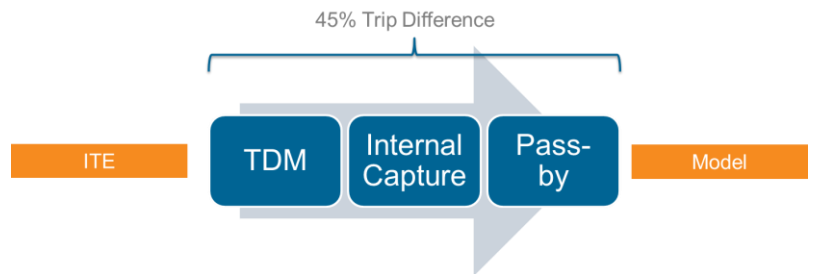 45% Trip Difference
ITE
TDM
Internal
Capture
Pass-
by
Model